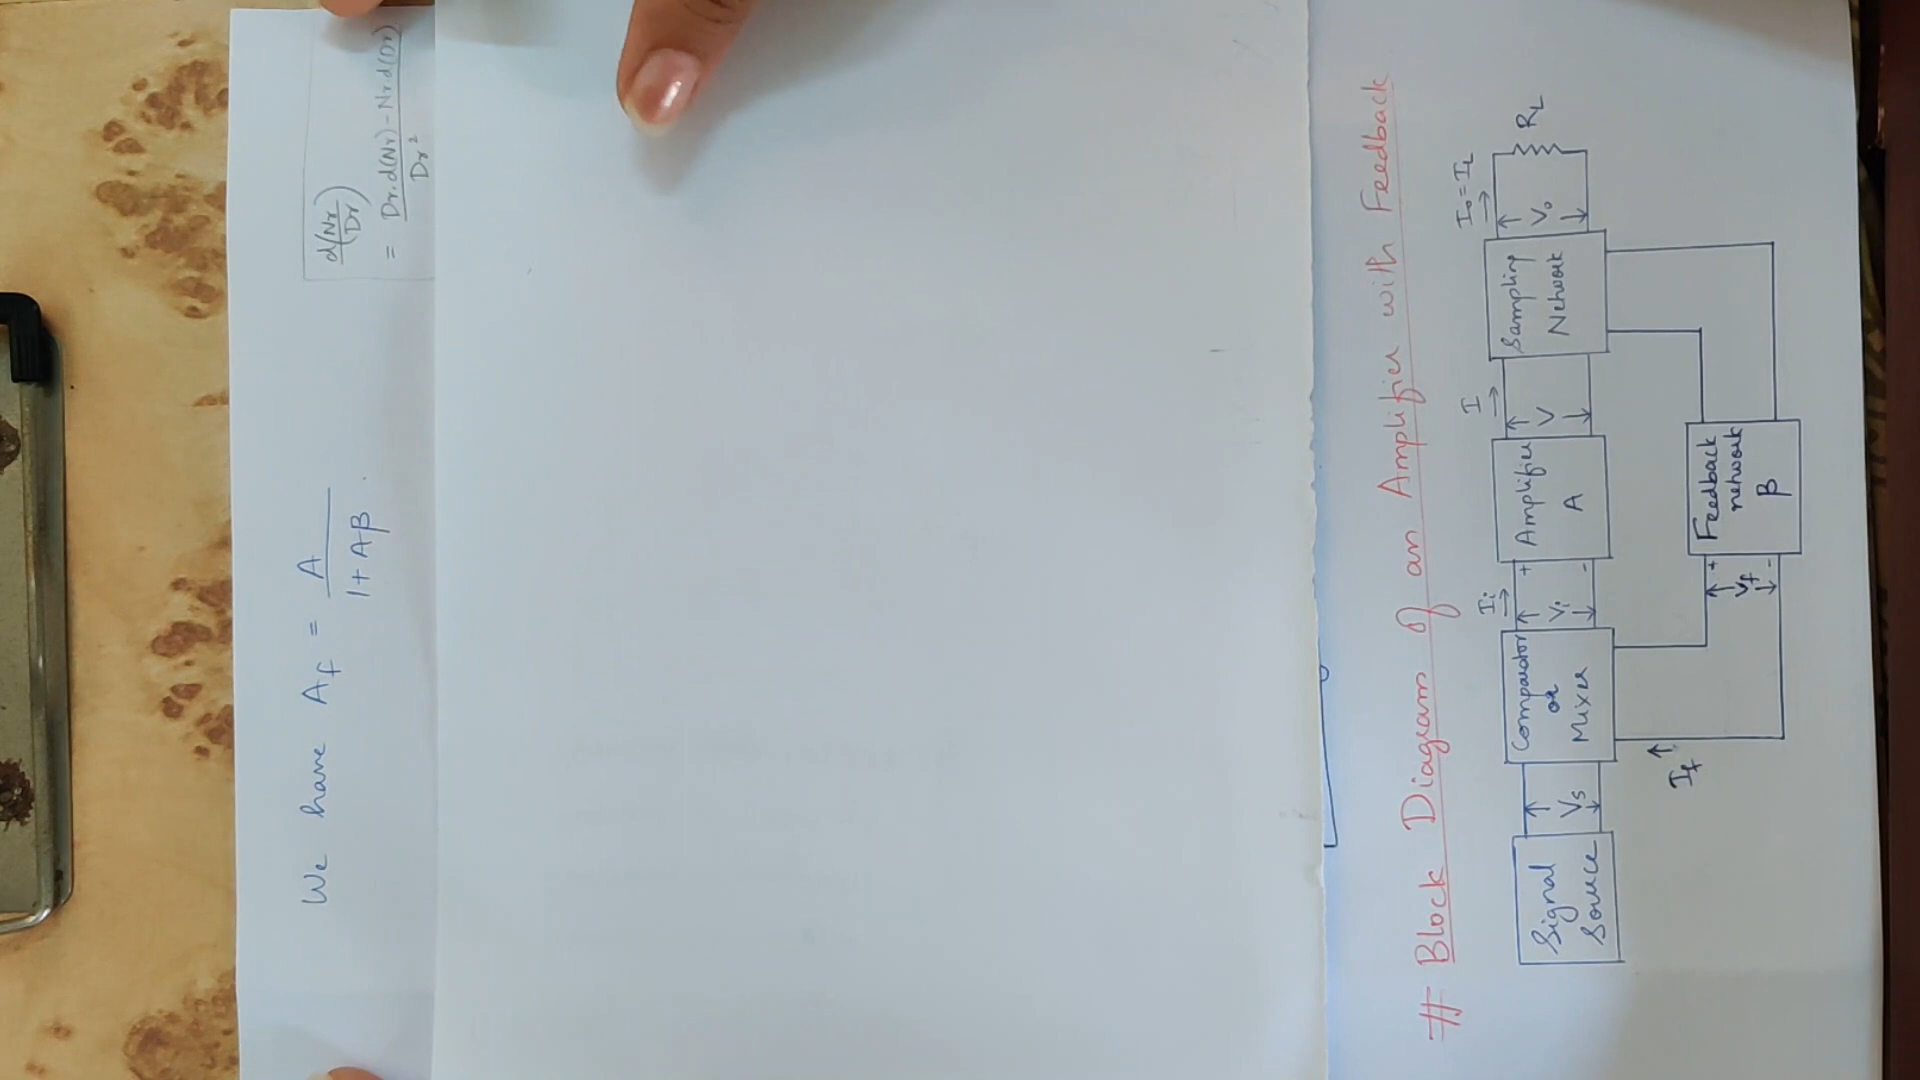 We have Af = A / 1 + Aβ .
d(Nr/Dr)
= Dr.d(Nr) - Nr.d(Dr) / Dr²
# Block Diagram of an Amplifier with Feedback
Signal Source
Vs
Comparator or Mixer
Ii
+
Vi
-
Amplifier A
I
V
Sampling Network
Io = IL
Vo
RL
If
+
Vf
-
Feedback network β